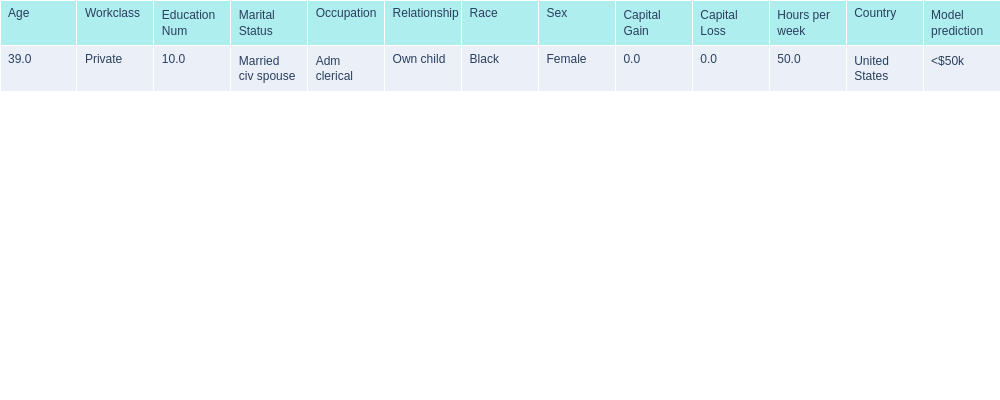 Age Workclass Education Num Marital Status Occupation Relationship Race Sex Capital Gain Capital Loss Hours per week Country Model prediction
39.0 Private 10.0 Married civ spouse Adm clerical Own child Black Female 0.0 0.0 50.0 United States <$50k